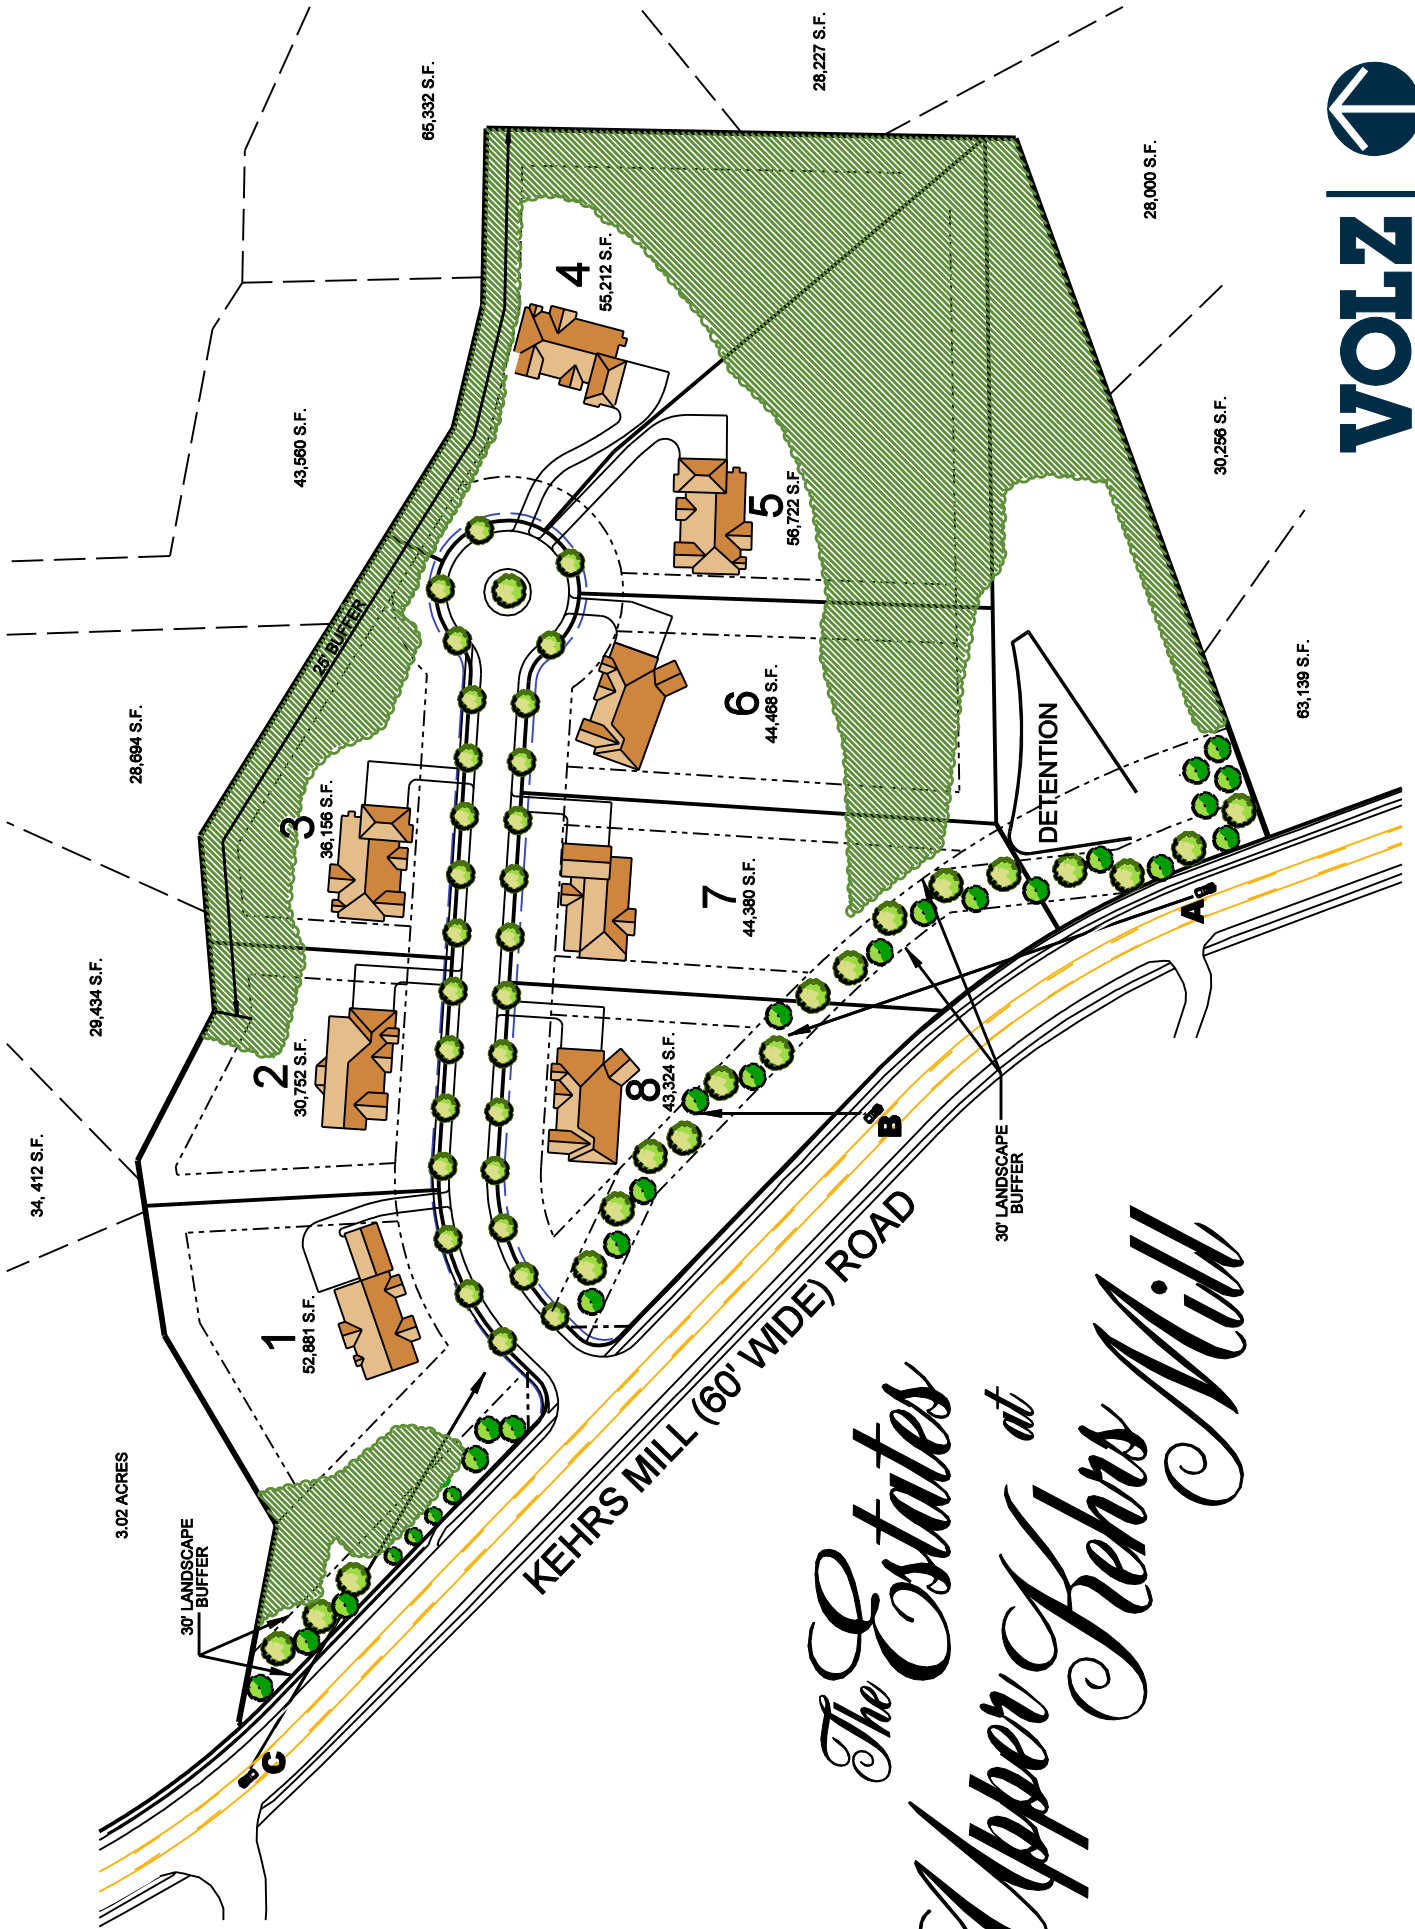 65,332 S.F.
28,227 S.F.
28,000 S.F.
30,256 S.F.
63,139 S.F.
43,560 S.F.
28,694 S.F.
29,434 S.F.
34, 412 S.F.
3.02 ACRES
25' BUFFER
1
52,881 S.F.
2
30,752 S.F.
3
36,156 S.F.
4
55,212 S.F.
5
56,722 S.F.
6
44,468 S.F.
7
44,380 S.F.
8
43,324 S.F.
DETENTION
30' LANDSCAPE
BUFFER
30' LANDSCAPE
BUFFER
A
B
C
KEHRS MILL (60' WIDE) ROAD
The Estates
at
Upper Kehrs Mill
VOLZ